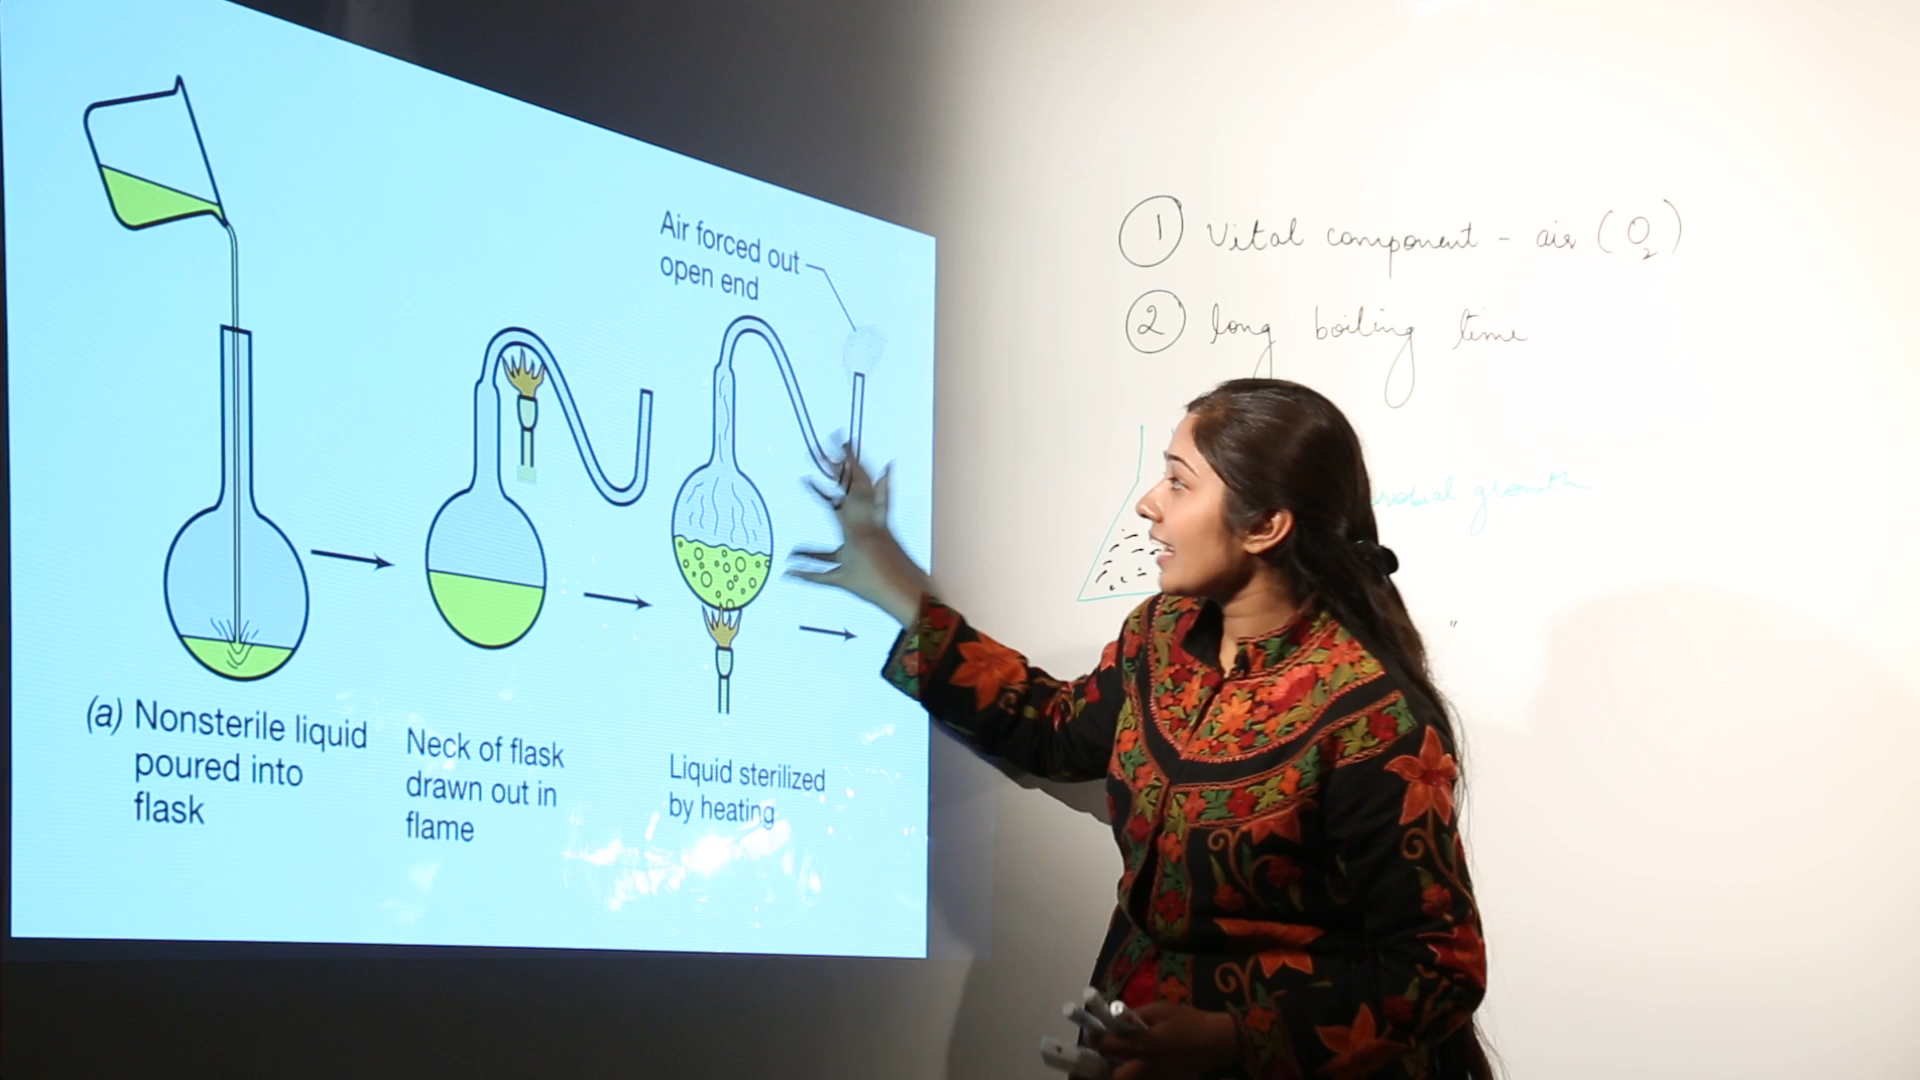 Air forced out
open end
(a) Nonsterile liquid
poured into
flask
Neck of flask
drawn out in
flame
Liquid sterilized
by heating
1 Vital component - air (O2)
2 long boiling time
growth